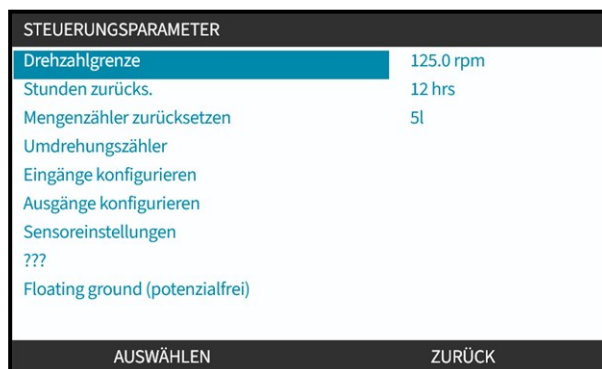 STEUERUNGSPARAMETER
Drehzahlgrenze 125.0 rpm
Stunden zurücks. 12 hrs
Mengenzähler zurücksetzen 5l
Umdrehungszähler
Eingänge konfigurieren
Ausgänge konfigurieren
Sensoreinstellungen
???
Floating ground (potenzialfrei)
AUSWÄHLEN ZURÜCK